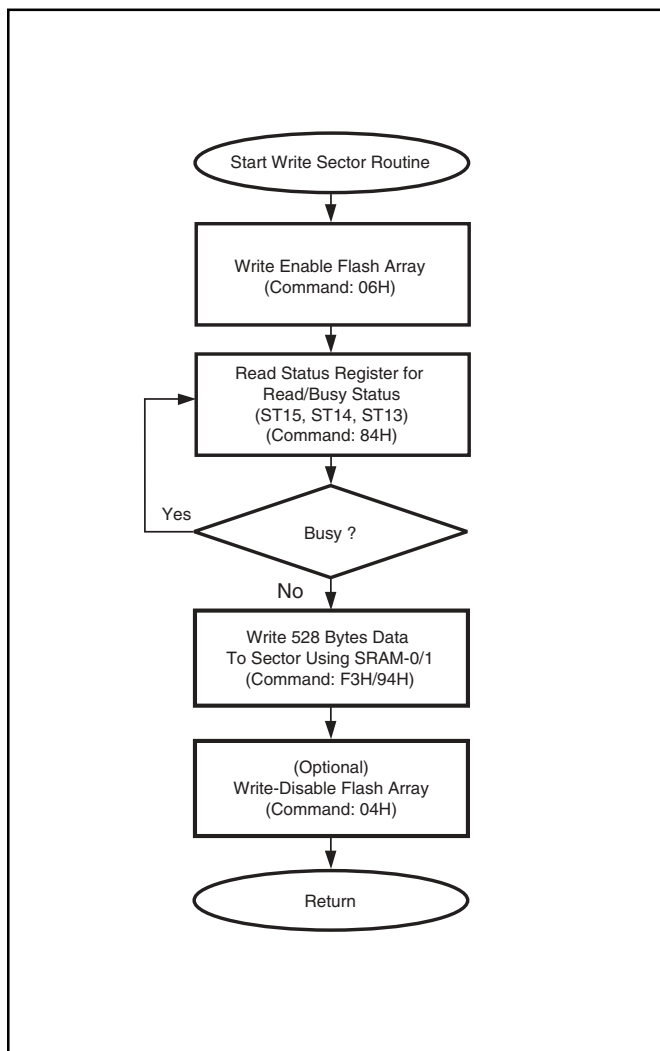 Start Write Sector Routine
Write Enable Flash Array
(Command: 06H)
Read Status Register for
Read/Busy Status
(ST15, ST14, ST13)
(Command: 84H)
Yes
Busy ?
No
Write 528 Bytes Data
To Sector Using SRAM-0/1
(Command: F3H/94H)
(Optional)
Write-Disable Flash Array
(Command: 04H)
Return